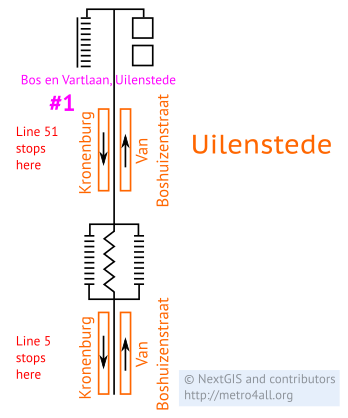 Bos en Vartlaan, Uilenstede
#1
Line 51
stops
here
Kronenburg
Van
Boshuizenstraat
Uilenstede
Line 5
stops
here
Kronenburg
Van
Boshuizenstraat
© NextGIS and contributors
http://metro4all.org